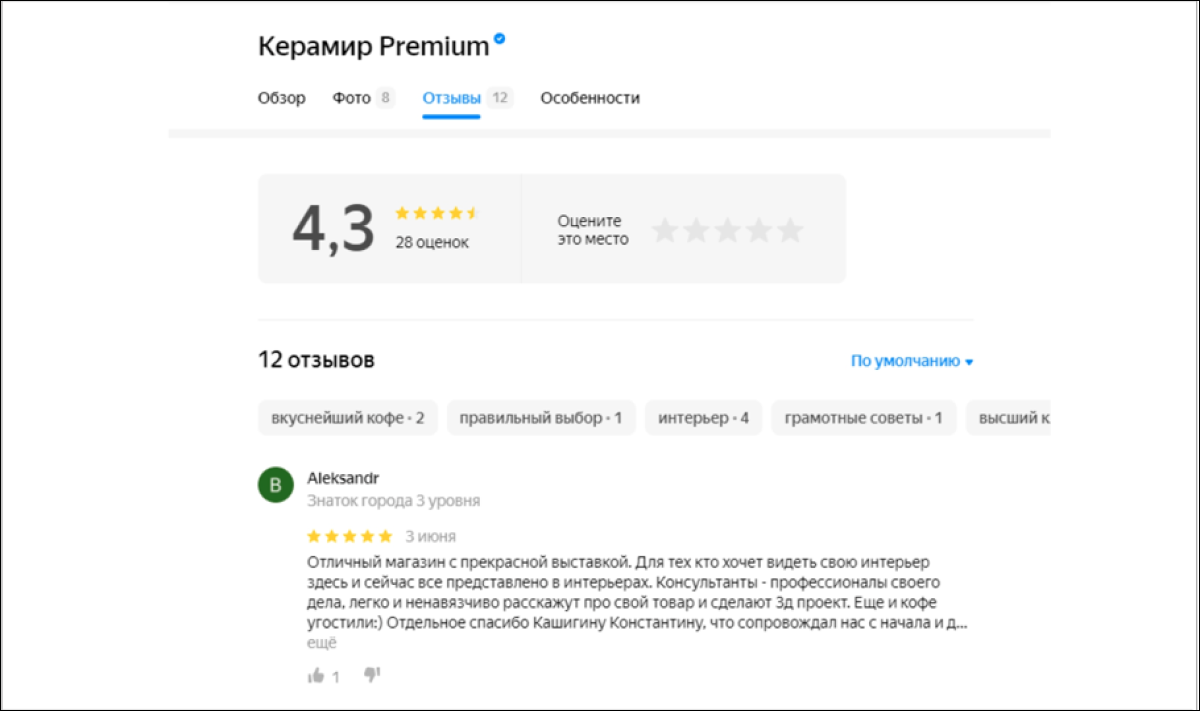 Керамир Premium
Обзор Фото 8 Отзывы 12 Особенности
4,3
28 оценок
Оцените
это место
12 отзывов
По умолчанию
вкуснейший кофе • 2 правильный выбор • 1 интерьер • 4 грамотные советы • 1 высший к
В
Aleksandr
Знаток города 3 уровня
3 июня
Отличный магазин с прекрасной выставкой. Для тех кто хочет видеть свою интерьер
здесь и сейчас все представлено в интерьерах. Консультанты - профессионалы своего
дела, легко и ненавязчиво расскажут про свой товар и сделают 3д проект. Еще и кофе
угостили:) Отдельное спасибо Кашигину Константину, что сопровождал нас с начала и д...
ещё
1